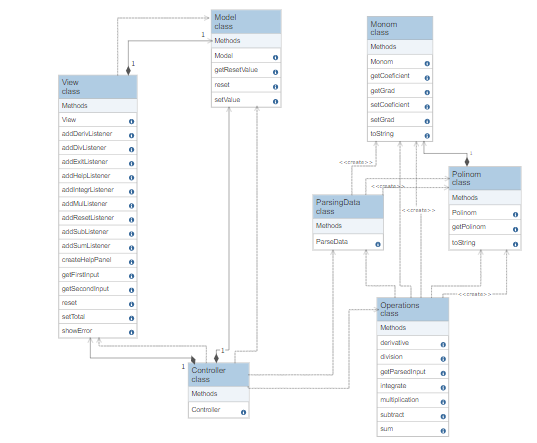 Model
class
Methods
Model
getResetValue
reset
setValue
Monom
class
Methods
Monom
getCoeficient
getGrad
setCoeficient
setGrad
toString
1
1
View
class
Methods
View
addDerivListener
addDivListener
addExitListener
addHelpListener
addIntegrListener
addMulListener
addResetListener
addSubListener
addSumListener
createHelpPanel
getFirstInput
getSecondInput
reset
setTotal
showError
<<create>>
1
Polinom
class
Methods
Polinom
getPolinom
toString
<<create>>
ParsingData
class
Methods
ParseData
<<create>>
<<create>>
Operations
class
Methods
derivative
division
getParsedInput
integrate
multiplication
subtract
sum
1
1
Controller
class
Methods
Controller